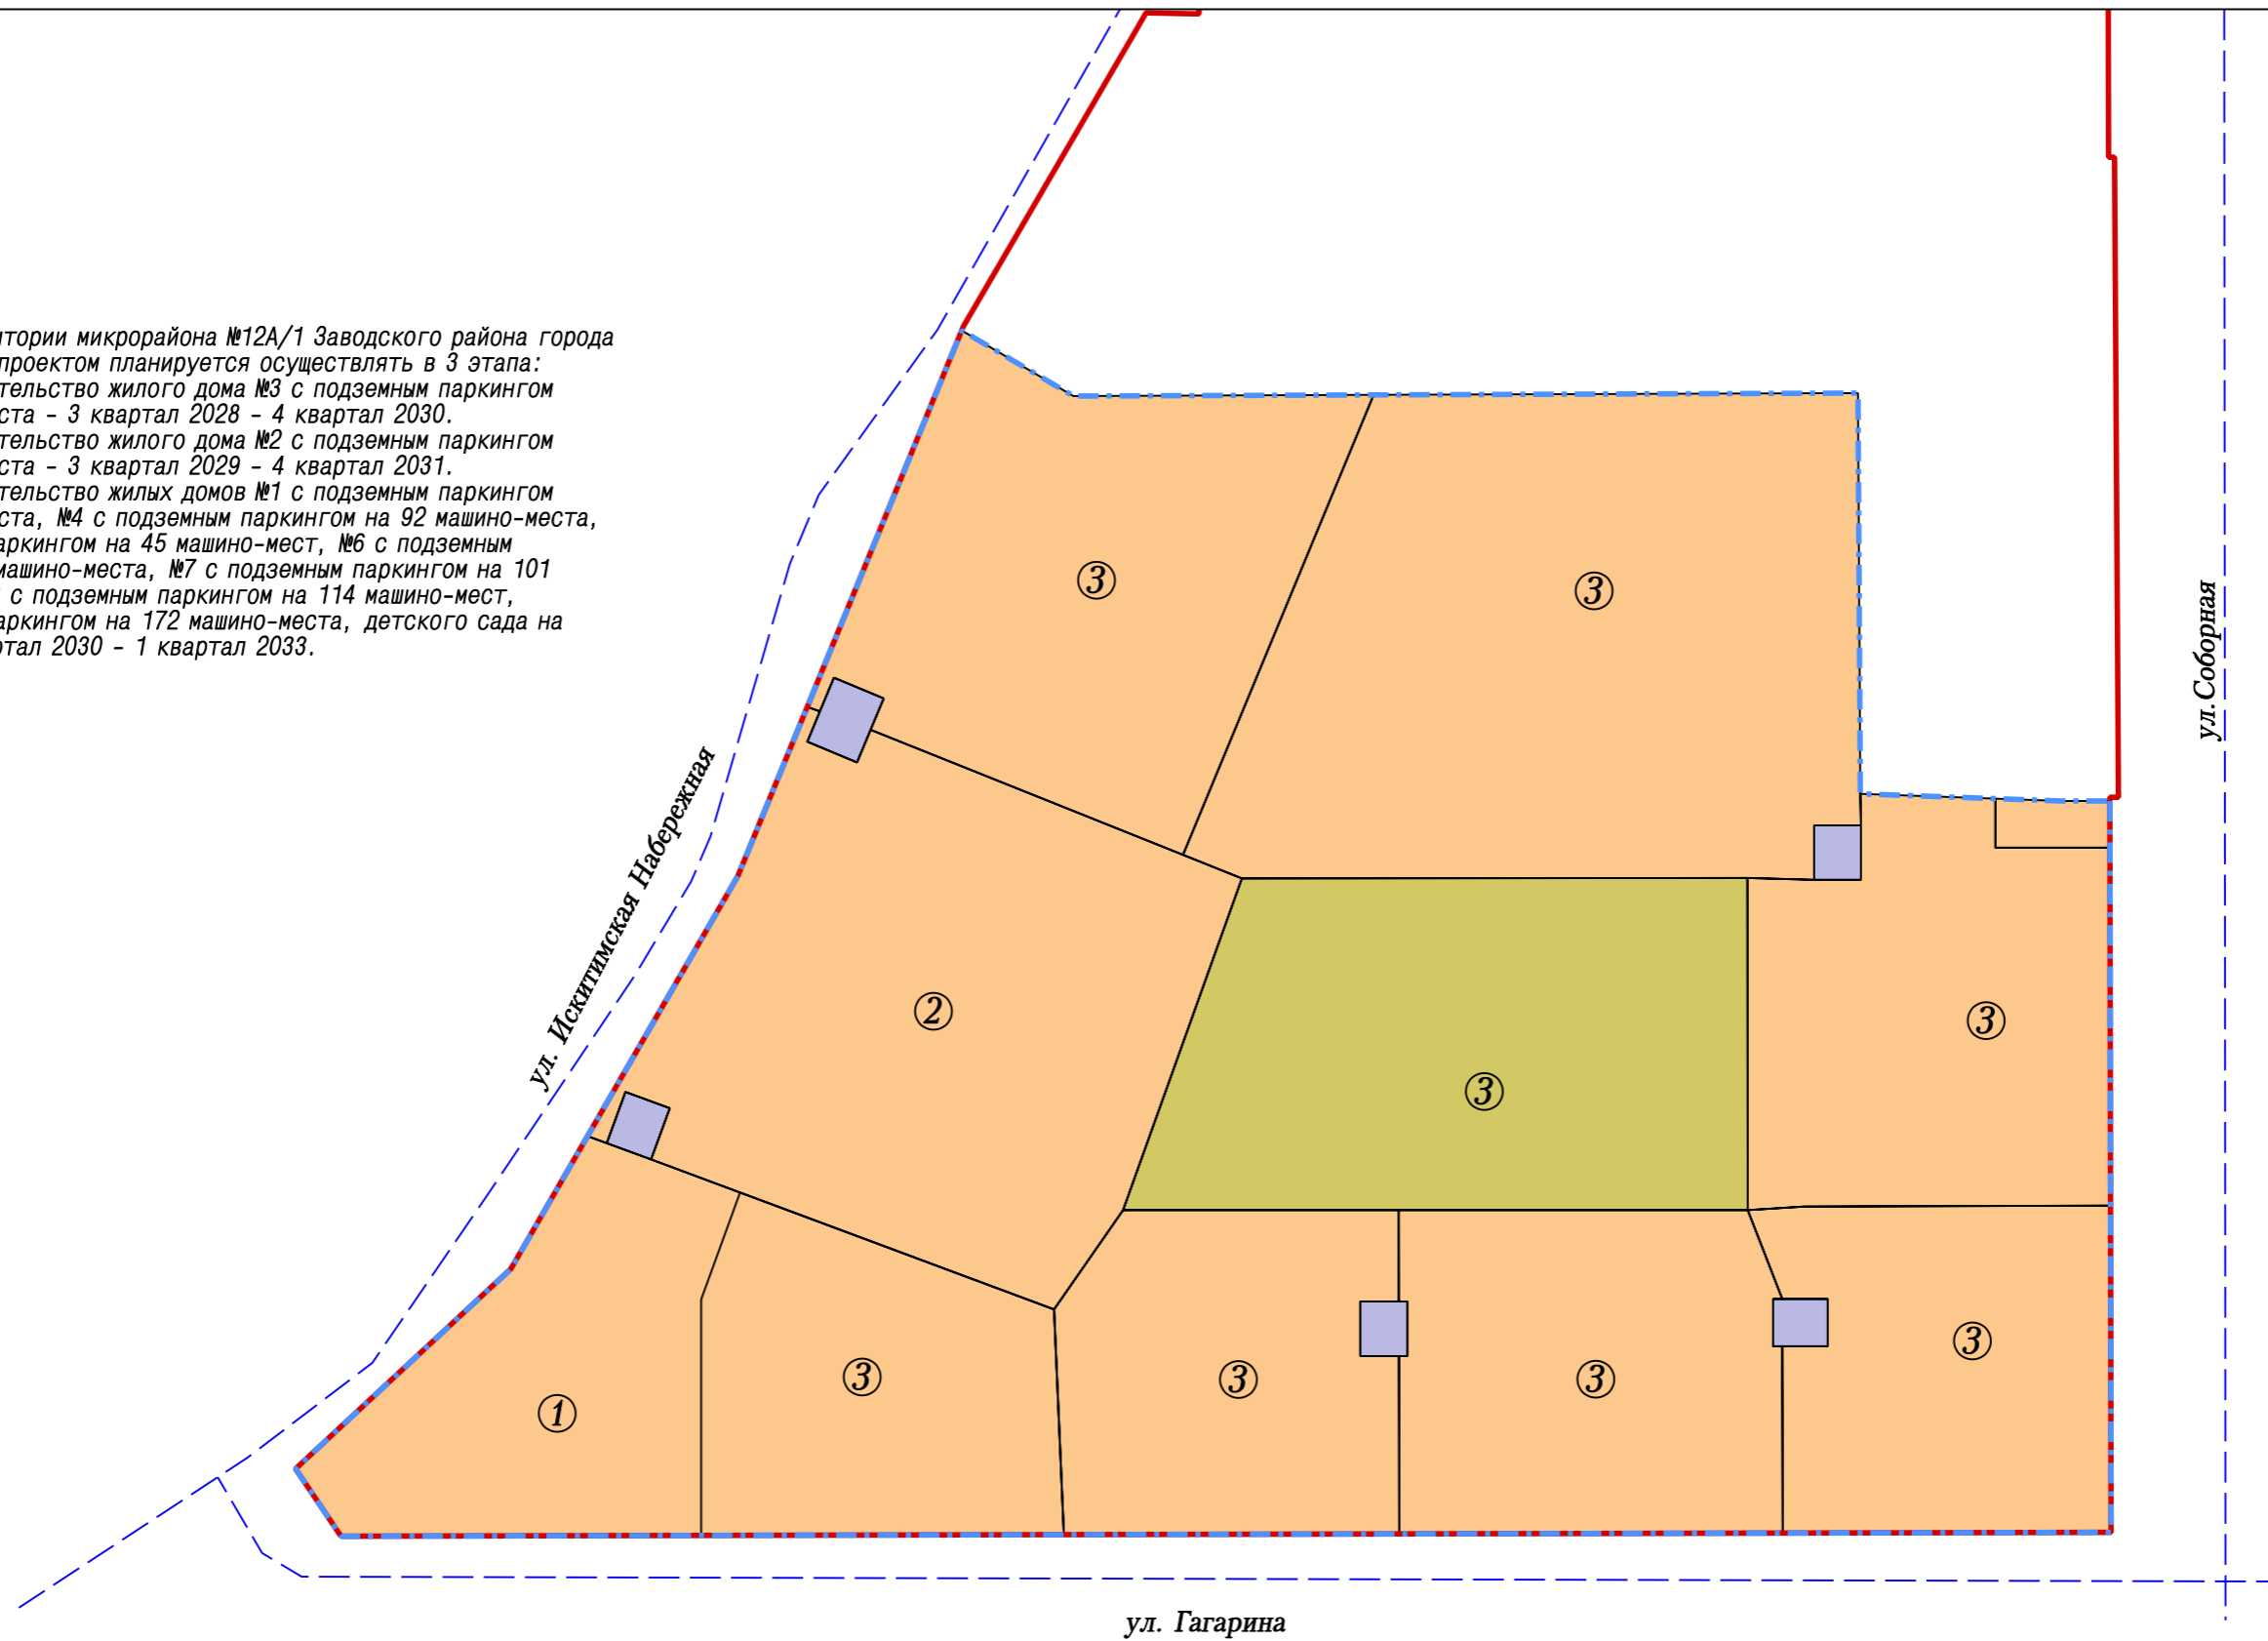 итории микрорайона №12А/1 Заводского района города
проектом планируется осуществлять в 3 этапа:
тельство жилого дома №3 с подземным паркингом
ста - 3 квартал 2028 - 4 квартал 2030.
тельство жилого дома №2 с подземным паркингом
ста - 3 квартал 2029 - 4 квартал 2031.
тельство жилых домов №1 с подземным паркингом
ста, №4 с подземным паркингом на 92 машино-места,
аркингом на 45 машино-мест, №6 с подземным
машино-места, №7 с подземным паркингом на 101
с подземным паркингом на 114 машино-мест,
аркингом на 172 машино-места, детского сада на
ртал 2030 - 1 квартал 2033.
3
3
ул.Соборная
ул. Искитимская Набережная
2
3
3
1
3
3
3
3
ул. Гагарина